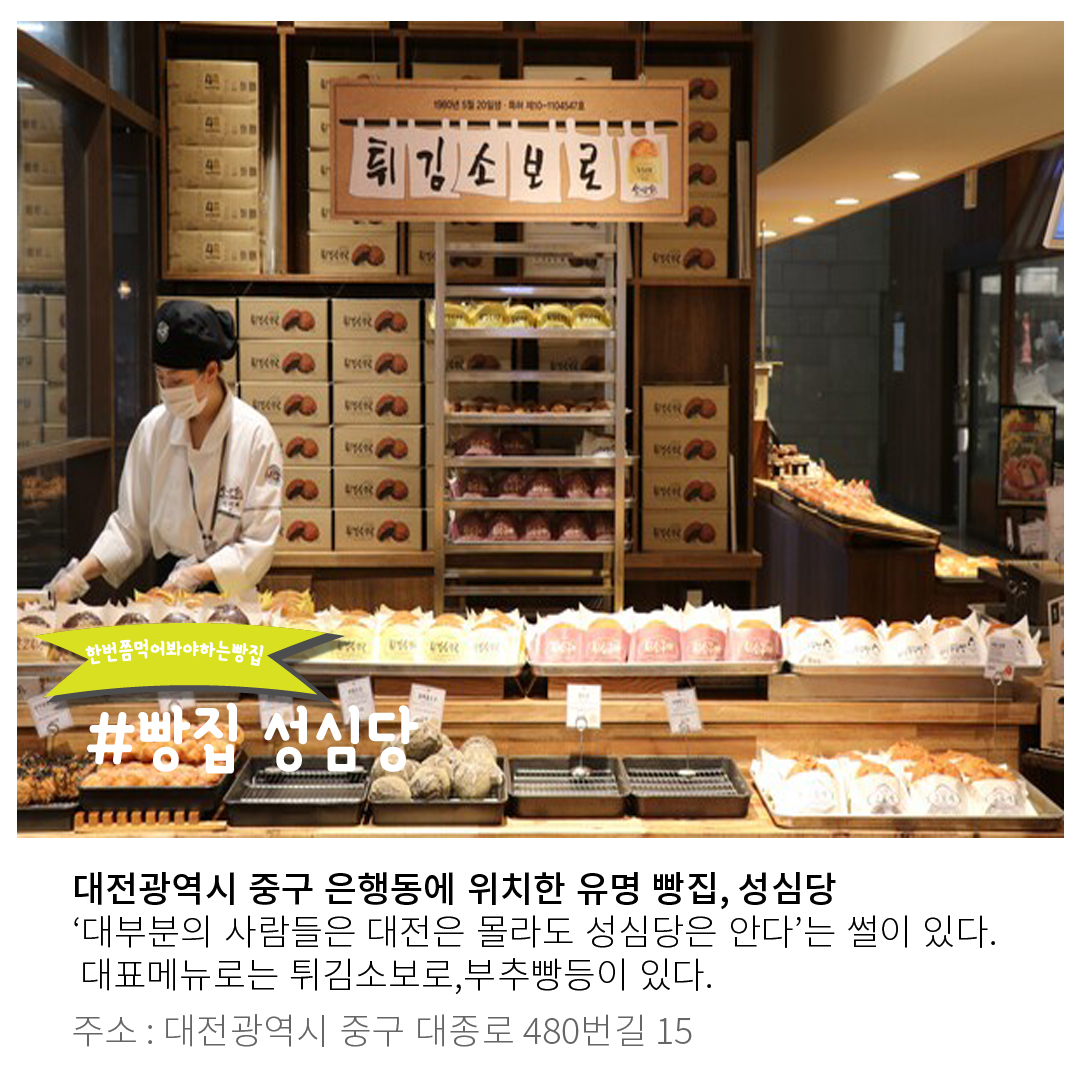 1980년 5월 20일생 · 특허 제10-1104547호
튀김소보로
한번쯤먹어봐야하는빵집
#빵집 성심당
대전광역시 중구 은행동에 위치한 유명 빵집, 성심당
‘대부분의 사람들은 대전은 몰라도 성심당은 안다’는 썰이 있다.
대표메뉴로는 튀김소보로,부추빵등이 있다.
주소 : 대전광역시 중구 대종로 480번길 15